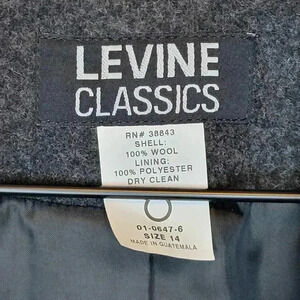 LEVINE
CLASSICS
RN# 38843
SHELL:
100% WOOL
LINING:
100% POLYESTER
DRY CLEAN
01-0647-6
SIZE 14
MADE IN GUATEMALA